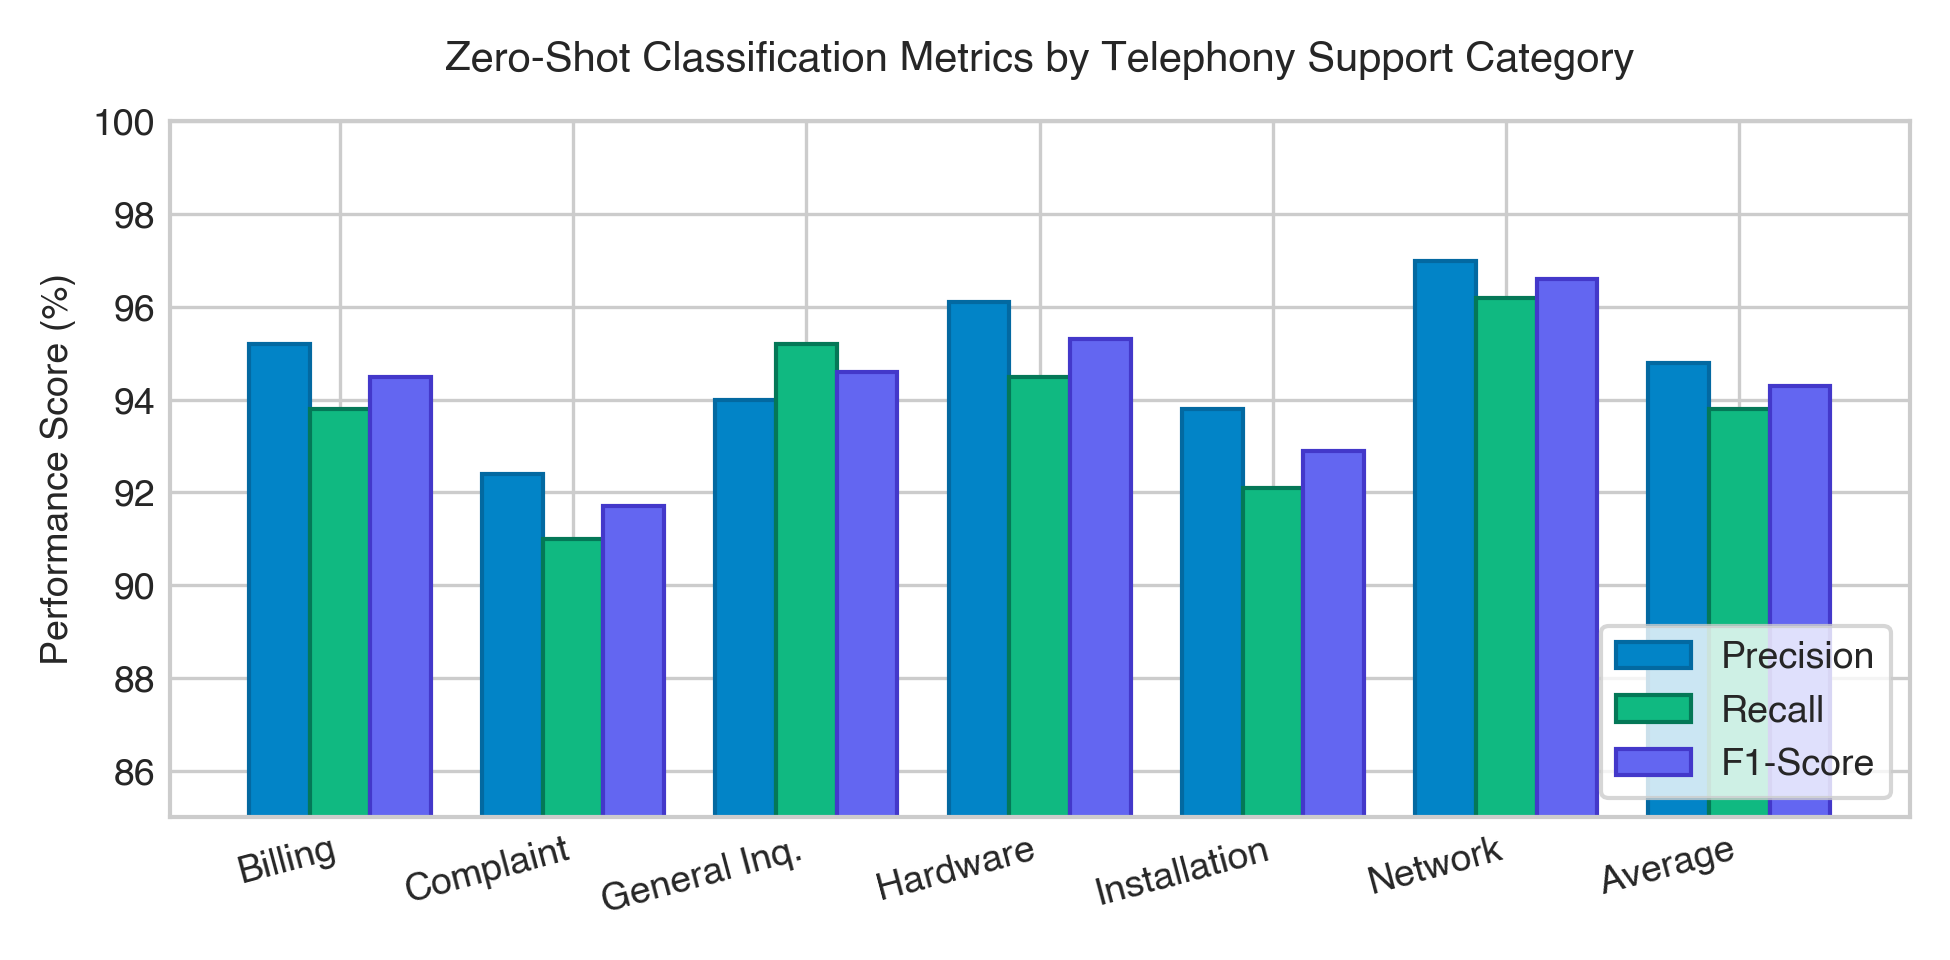 Zero-Shot Classification Metrics by Telephony Support Category
Performance Score (%)
100
98
96
94
92
90
88
86
Billing
Complaint
General Inq.
Hardware
Installation
Network
Average
Precision
Recall
F1-Score